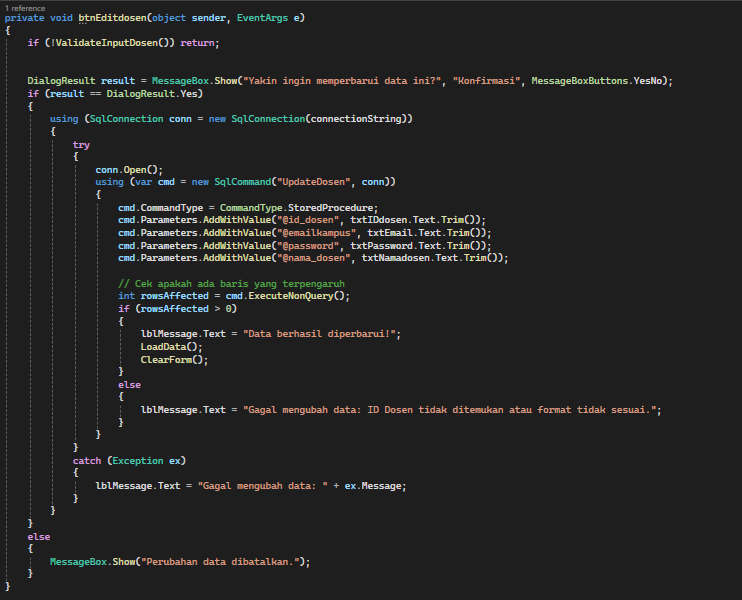 1 reference
private void btnEditdosen(object sender, EventArgs e)
{
    if (!ValidateInputDosen()) return;

    DialogResult result = MessageBox.Show("Yakin ingin memperbarui data ini?", "Konfirmasi", MessageBoxButtons.YesNo);
    if (result == DialogResult.Yes)
    {
        using (SqlConnection conn = new SqlConnection(connectionString))
        {
            try
            {
                conn.Open();
                using (var cmd = new SqlCommand("UpdateDosen", conn))
                {
                    cmd.CommandType = CommandType.StoredProcedure;
                    cmd.Parameters.AddWithValue("@id_dosen", txtIDdosen.Text.Trim());
                    cmd.Parameters.AddWithValue("@emailkampus", txtEmail.Text.Trim());
                    cmd.Parameters.AddWithValue("@password", txtPassword.Text.Trim());
                    cmd.Parameters.AddWithValue("@nama_dosen", txtNamadosen.Text.Trim());

                    // Cek apakah ada baris yang terpengaruh
                    int rowsAffected = cmd.ExecuteNonQuery();
                    if (rowsAffected > 0)
                    {
                        lblMessage.Text = "Data berhasil diperbarui!";
                        LoadData();
                        ClearForm();
                    }
                    else
                    {
                        lblMessage.Text = "Gagal mengubah data: ID Dosen tidak ditemukan atau format tidak sesuai.";
                    }
                }
            }
            catch (Exception ex)
            {
                lblMessage.Text = "Gagal mengubah data: " + ex.Message;
            }
        }
    }
    else
    {
        MessageBox.Show("Perubahan data dibatalkan.");
    }
}